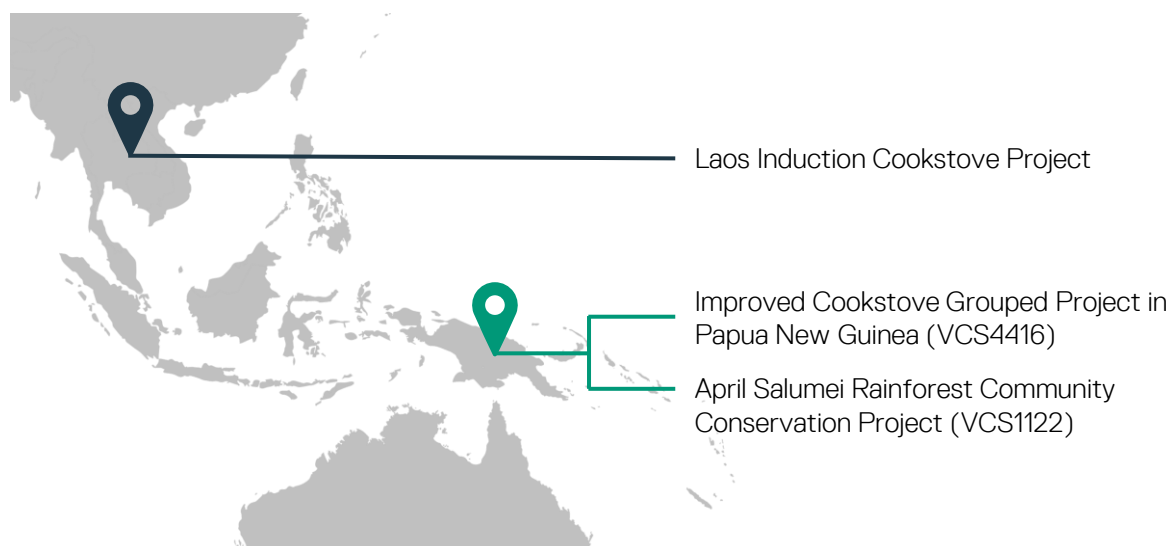 Laos Induction Cookstove Project
Improved Cookstove Grouped Project in
Papua New Guinea (VCS4416)
April Salumei Rainforest Community
Conservation Project (VCS1122)